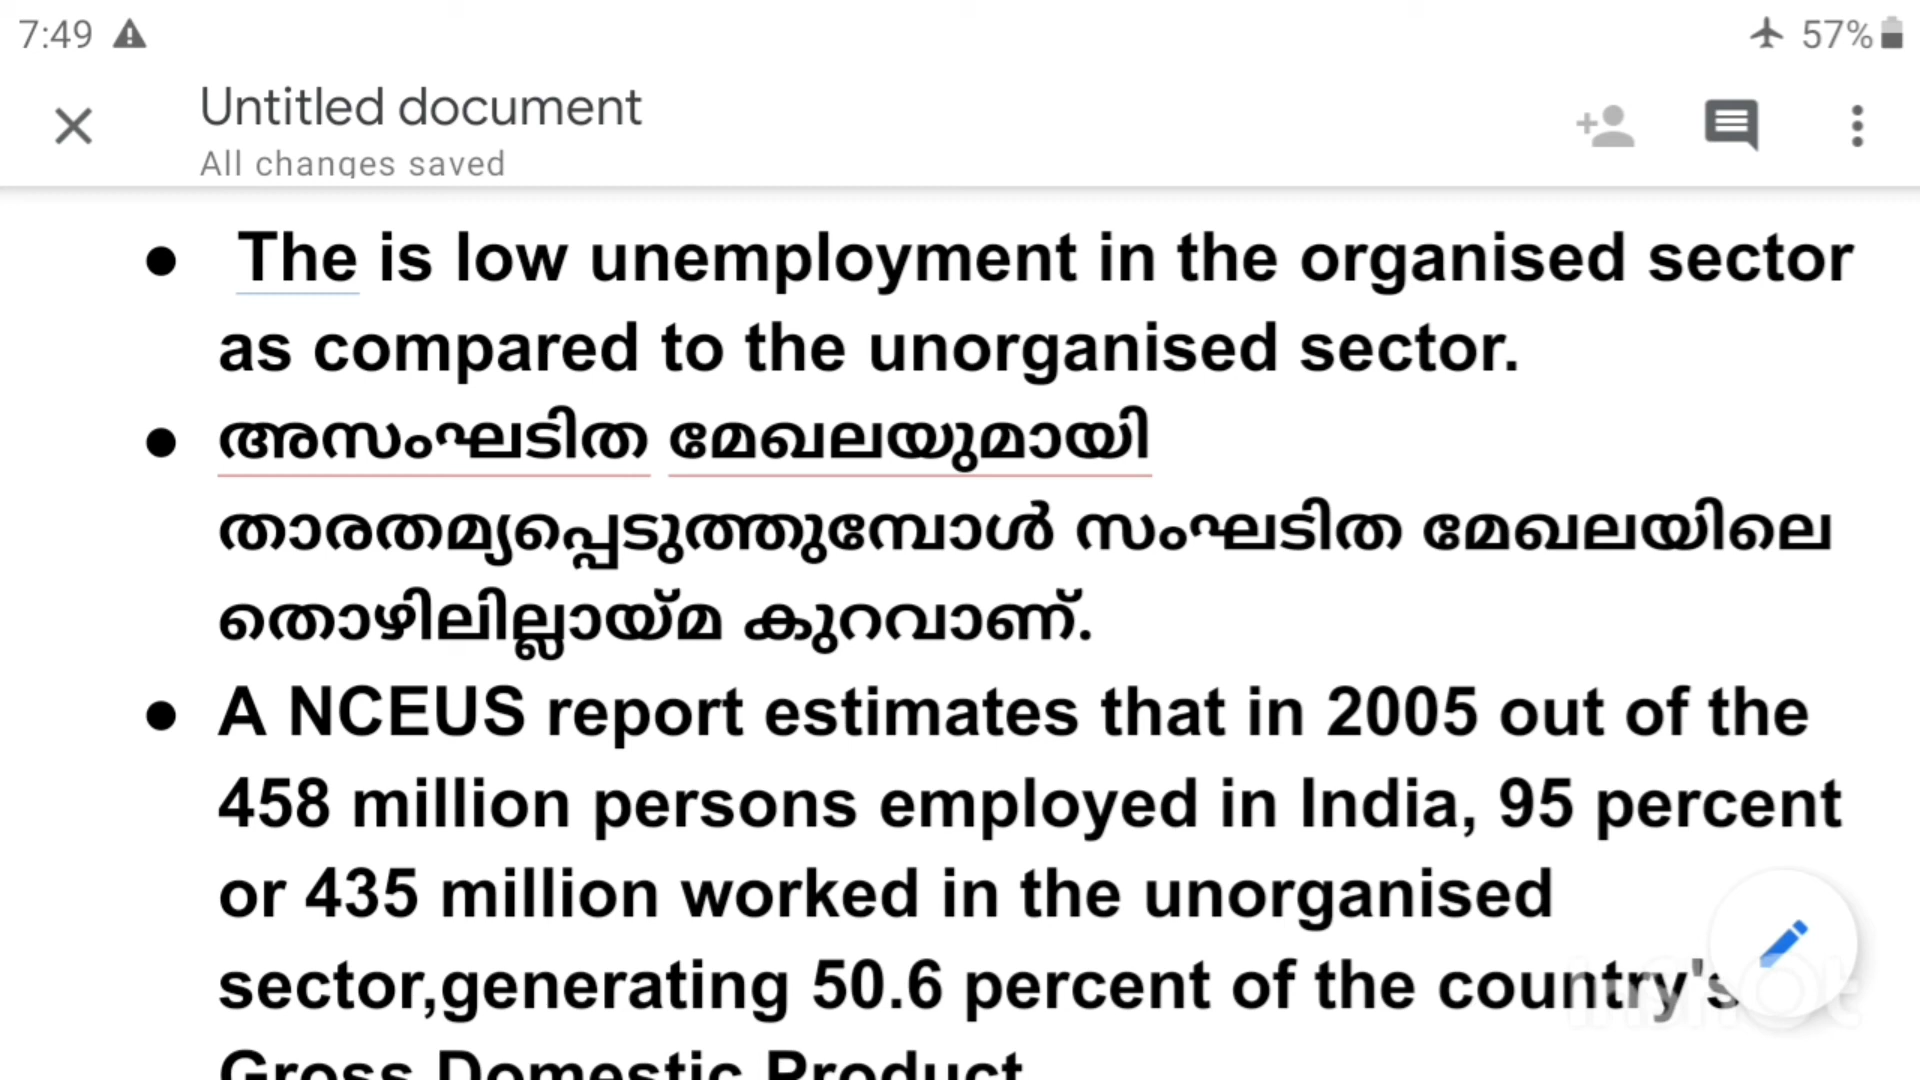 7:49
57%
Untitled document
All changes saved
● The is low unemployment in the organised sector
as compared to the unorganised sector.
● അസംഘടിത മേഖലയുമായി
താരതമ്യപ്പെടുത്തുമ്പോൾ സംഘടിത മേഖലയിലെ
തൊഴിലില്ലായ്മ കുറവാണ്.
● A NCEUS report estimates that in 2005 out of the
458 million persons employed in India, 95 percent
or 435 million worked in the unorganised
sector,generating 50.6 percent of the country's
Gross Domestic Product